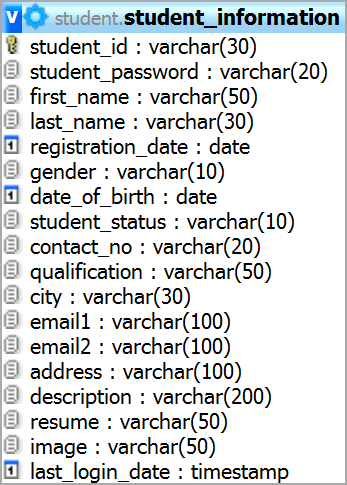 v student.student_information
student_id : varchar(30)
student_password : varchar(20)
first_name : varchar(50)
last_name : varchar(30)
registration_date : date
gender : varchar(10)
date_of_birth : date
student_status : varchar(10)
contact_no : varchar(20)
qualification : varchar(50)
city : varchar(30)
email1 : varchar(100)
email2 : varchar(100)
address : varchar(100)
description : varchar(200)
resume : varchar(50)
image : varchar(50)
last_login_date : timestamp